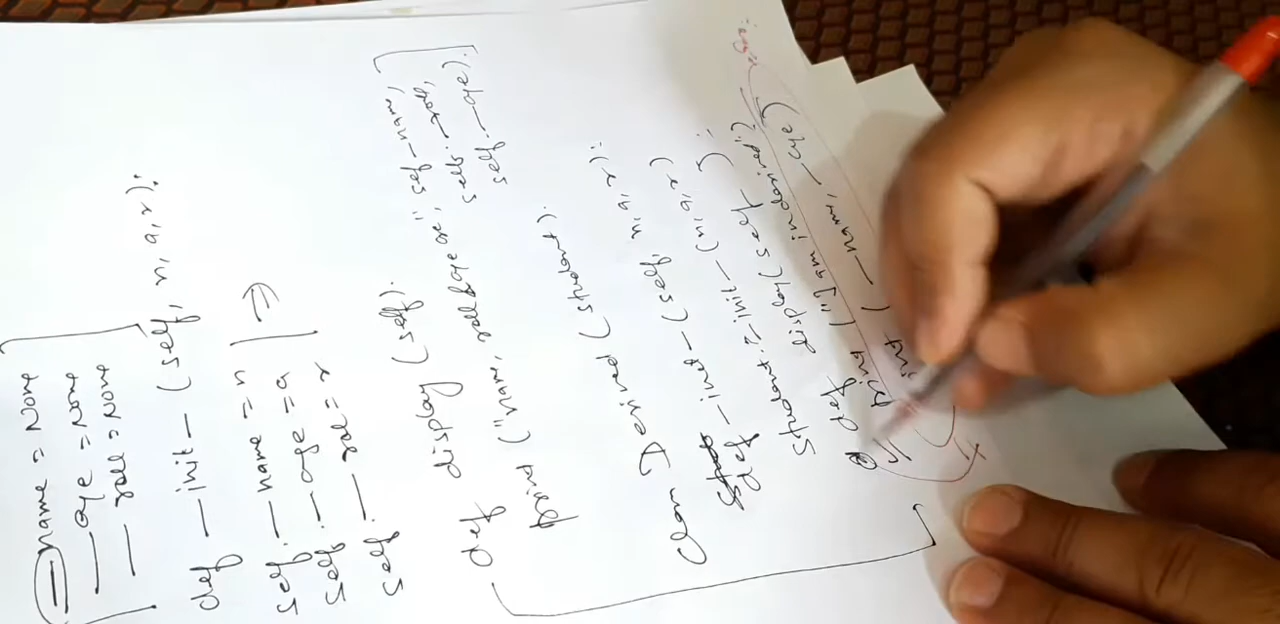 __name = None
__age = None
__roll = None
def __init__(self, n, a, r):
self.__name = n
self.__age = a
self.__roll = r
def display (self):
print ("name, roll & age are", self.__name,
self.__roll,
self.__age).
Class Derived (Student):
def __init__ (self, n, a, r):
Student.__init__(n, a, r)
def display (self):
print ("I am in derived")
(__name, __age)